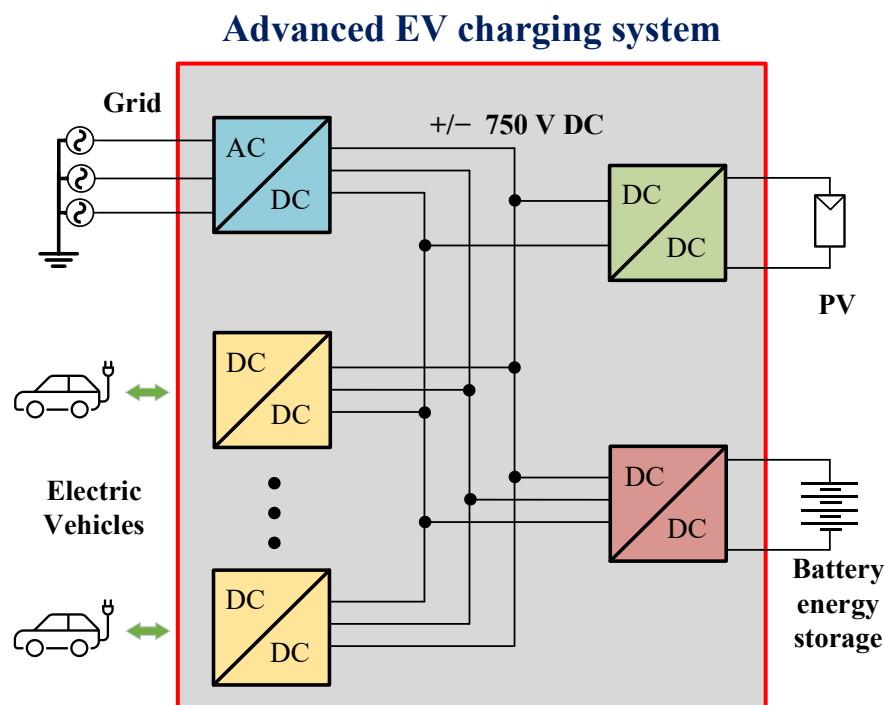 Advanced EV charging system
Grid
+/− 750 V DC
AC
DC
DC
DC
PV
DC
DC
Electric
Vehicles
DC
DC
Battery
energy
storage
DC
DC